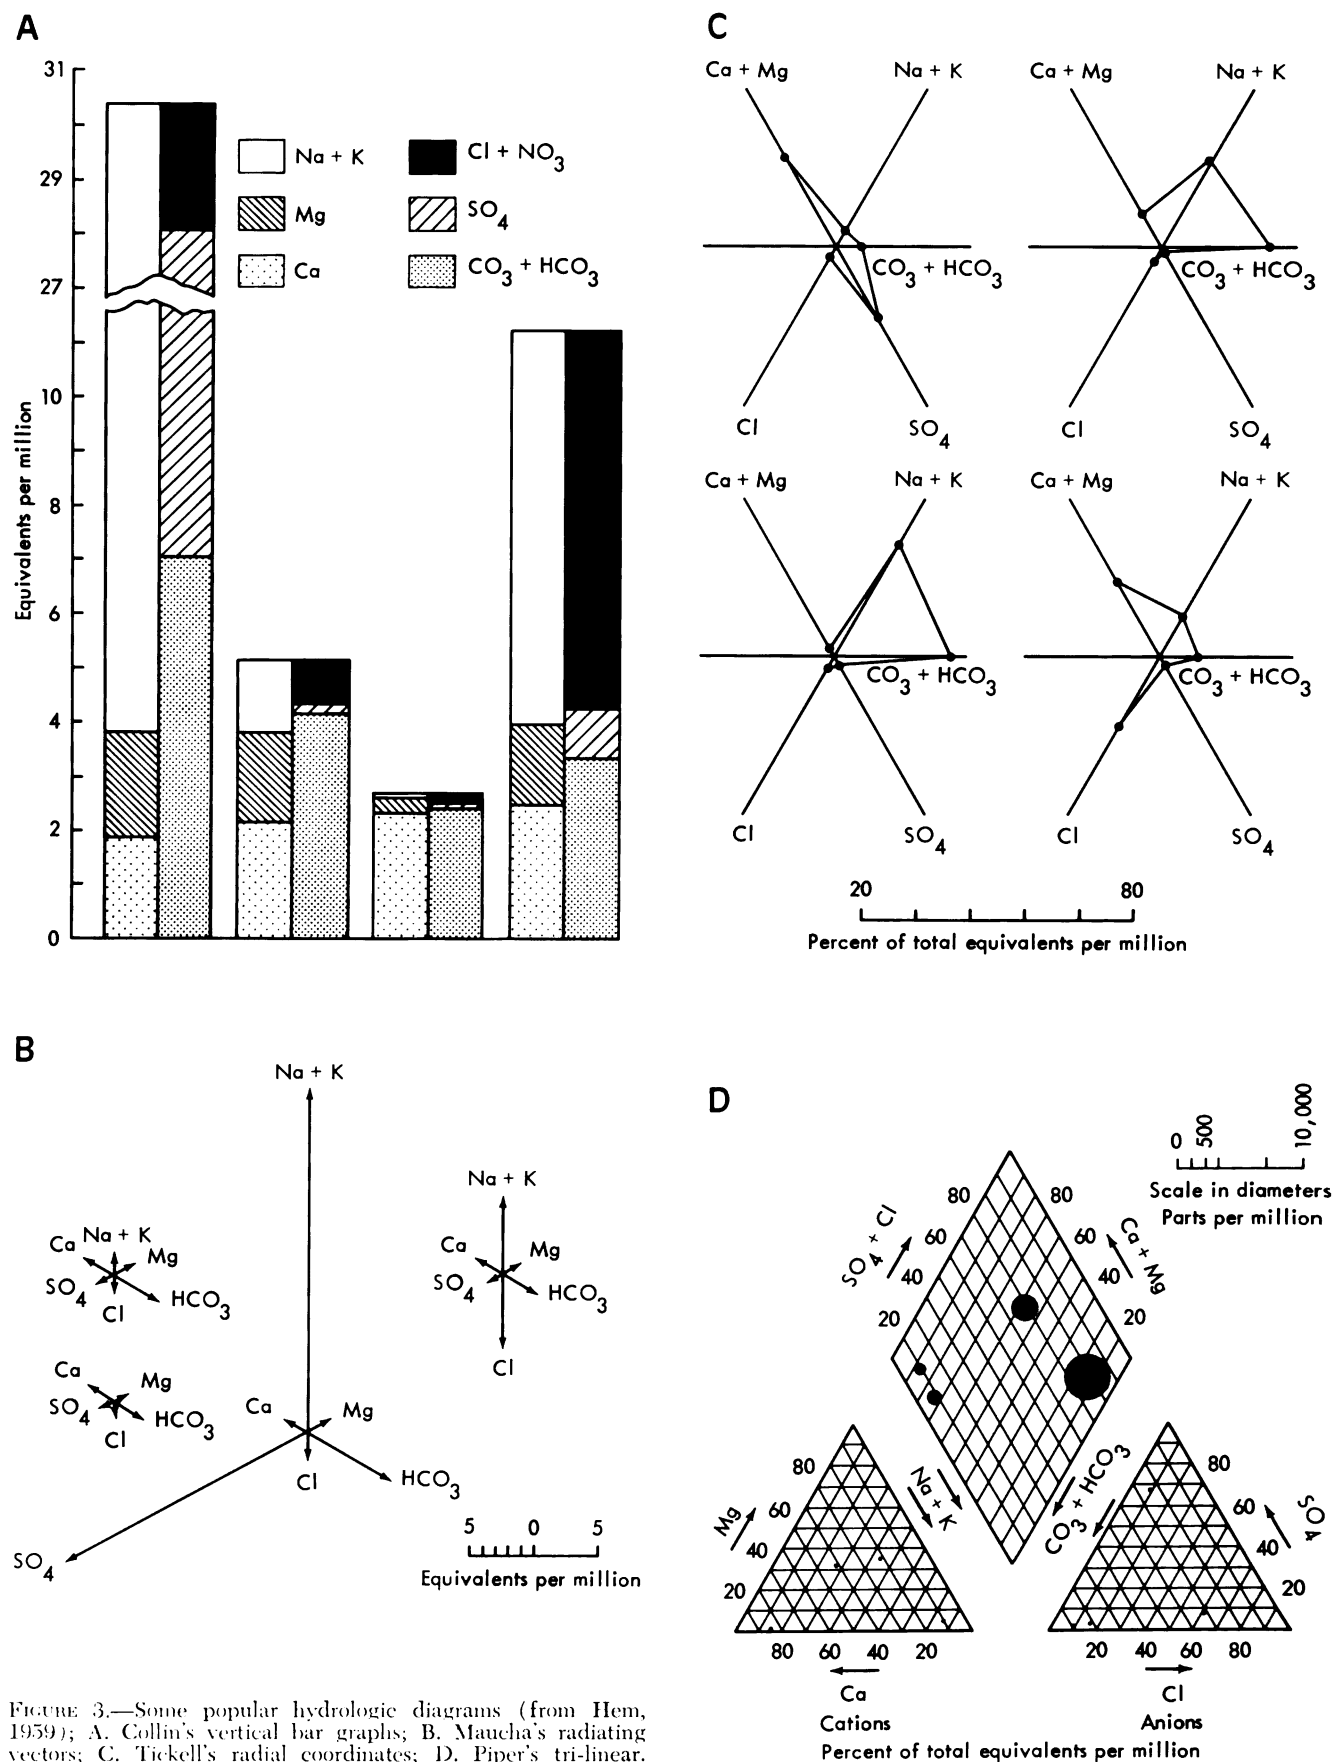 A
31
29
27
10
8
6
4
2
0
Equivalents per million
Na + K
Mg
Ca
Cl + NO3
SO4
CO3 + HCO3
C
Ca + Mg
Na + K
CO3 + HCO3
Cl
SO4
Ca + Mg
Na + K
CO3 + HCO3
Cl
SO4
Ca + Mg
Na + K
CO3 + HCO3
Cl
SO4
Ca + Mg
Na + K
CO3 + HCO3
Cl
SO4
20 80
Percent of total equivalents per million
B
Na + K
Ca
Mg
Cl
HCO3
SO4
Na + K
Ca
Mg
SO4
HCO3
Cl
Ca
Mg
SO4
HCO3
Cl
Na + K
Ca
Mg
SO4
HCO3
Cl
5 0 5
Equivalents per million
D
0 500 10,000
Scale in diameters
Parts per million
80 80
60 60
40 40
20 20
SO4 + Cl
Ca + Mg
Na + K
CO3 + HCO3
80
60
40
20
Mg
80 60 40 20
Ca
Cations
80
60
40
20
SO4
20 40 60 80
Cl
Anions
Percent of total equivalents per million
FIGURE 3.—Some popular hydrologic diagrams (from Hem,
1959); A. Collin's vertical bar graphs; B. Maucha's radiating
vectors; C. Tickell's radial coordinates; D. Piper's tri-linear.